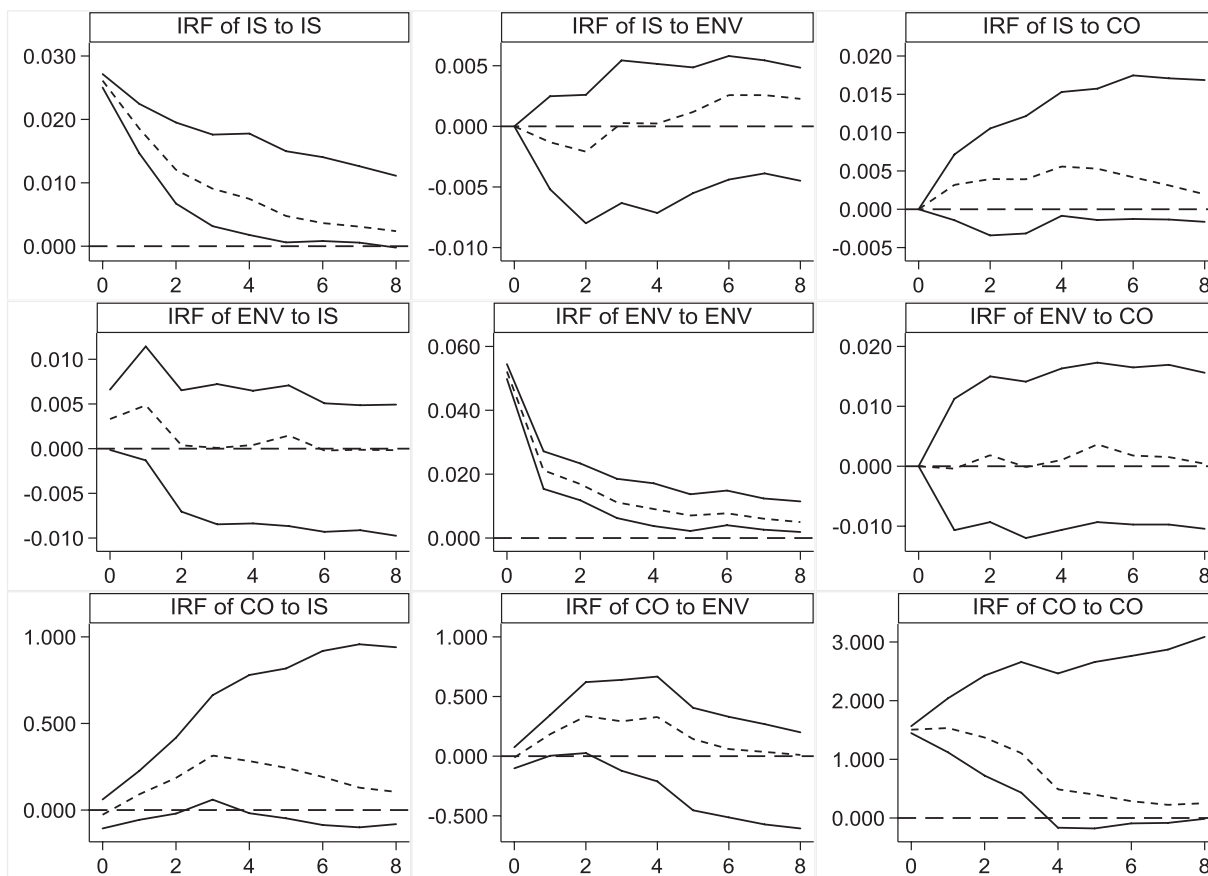 IRF of IS to IS
0.030
0.020
0.010
0.000
0 2 4 6 8
IRF of IS to ENV
0.005
0.000
-0.005
-0.010
0 2 4 6 8
IRF of IS to CO
0.020
0.015
0.010
0.005
0.000
-0.005
0 2 4 6 8
IRF of ENV to IS
0.010
0.005
0.000
-0.005
-0.010
0 2 4 6 8
IRF of ENV to ENV
0.060
0.040
0.020
0.000
0 2 4 6 8
IRF of ENV to CO
0.020
0.010
0.000
-0.010
0 2 4 6 8
IRF of CO to IS
1.000
0.500
0.000
0 2 4 6 8
IRF of CO to ENV
1.000
0.500
0.000
-0.500
0 2 4 6 8
IRF of CO to CO
3.000
2.000
1.000
0.000
0 2 4 6 8